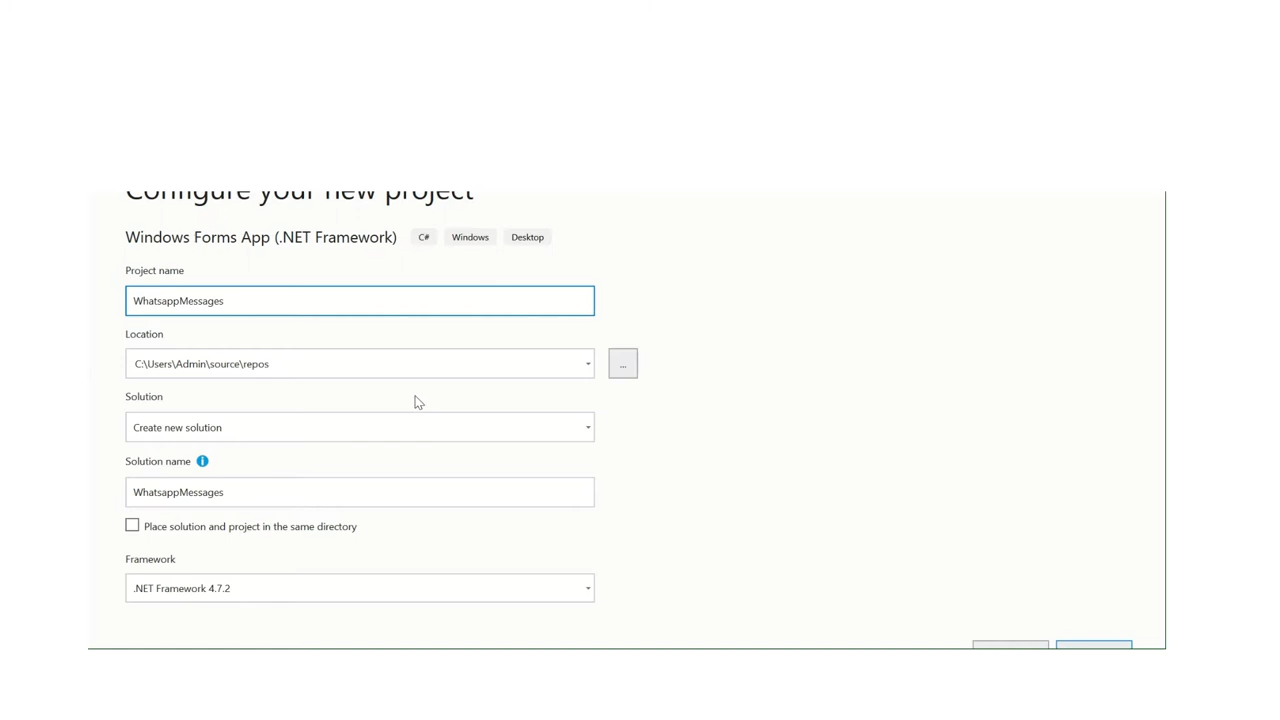 Configure your new project
Windows Forms App (.NET Framework) C# Windows Desktop
Project name
WhatsappMessages
Location
C:\Users\Admin\source\repos
...
Solution
Create new solution
Solution name
WhatsappMessages
Place solution and project in the same directory
Framework
.NET Framework 4.7.2